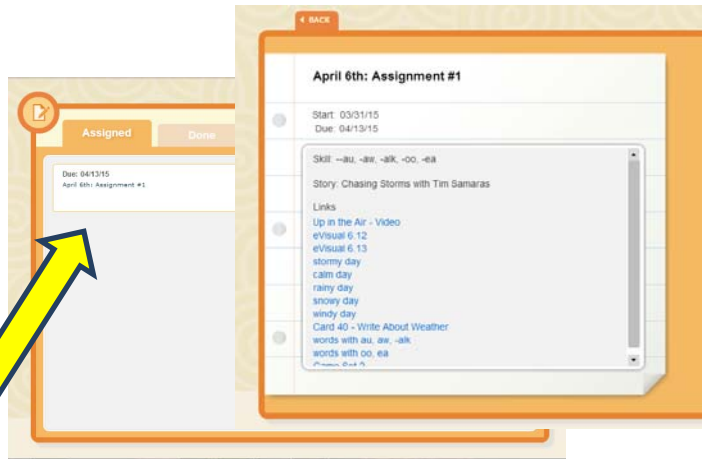 BACK
April 6th: Assignment #1
Start: 03/31/15
Due: 04/13/15
Skill: --au, -aw, -alk, -oo, -ea
Story: Chasing Storms with Tim Samaras
Links
Up in the Air - Video
eVisual 6.12
eVisual 6.13
stormy day
calm day
rainy day
snowy day
windy day
Card 40 - Write About Weather
words with au, aw, -alk
words with oo, ea
Game Set 2
Assigned
Done
Due: 04/13/15
April 6th: Assignment #1